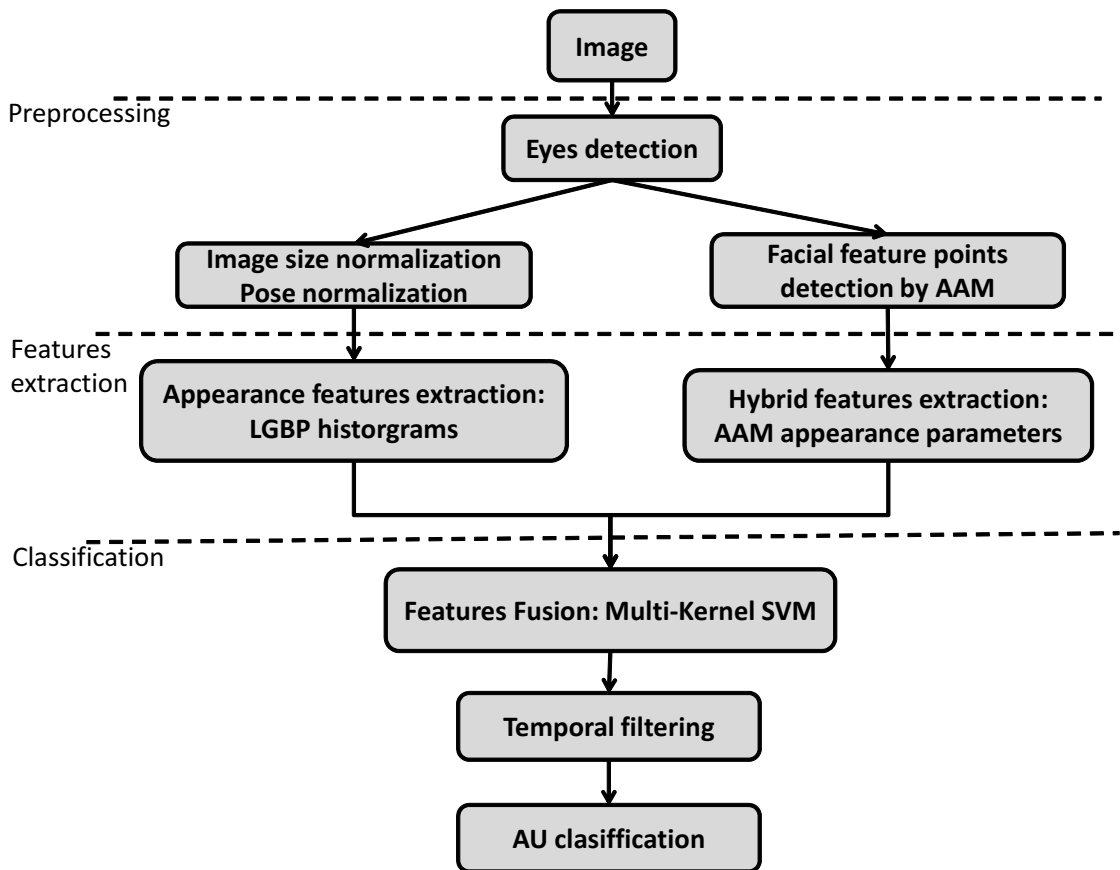 Image
Preprocessing
Eyes detection
Image size normalization
Pose normalization
Facial feature points
detection by AAM
Features
extraction
Appearance features extraction:
LGBP historgrams
Hybrid features extraction:
AAM appearance parameters
Classification
Features Fusion: Multi-Kernel SVM
Temporal filtering
AU clasiffication